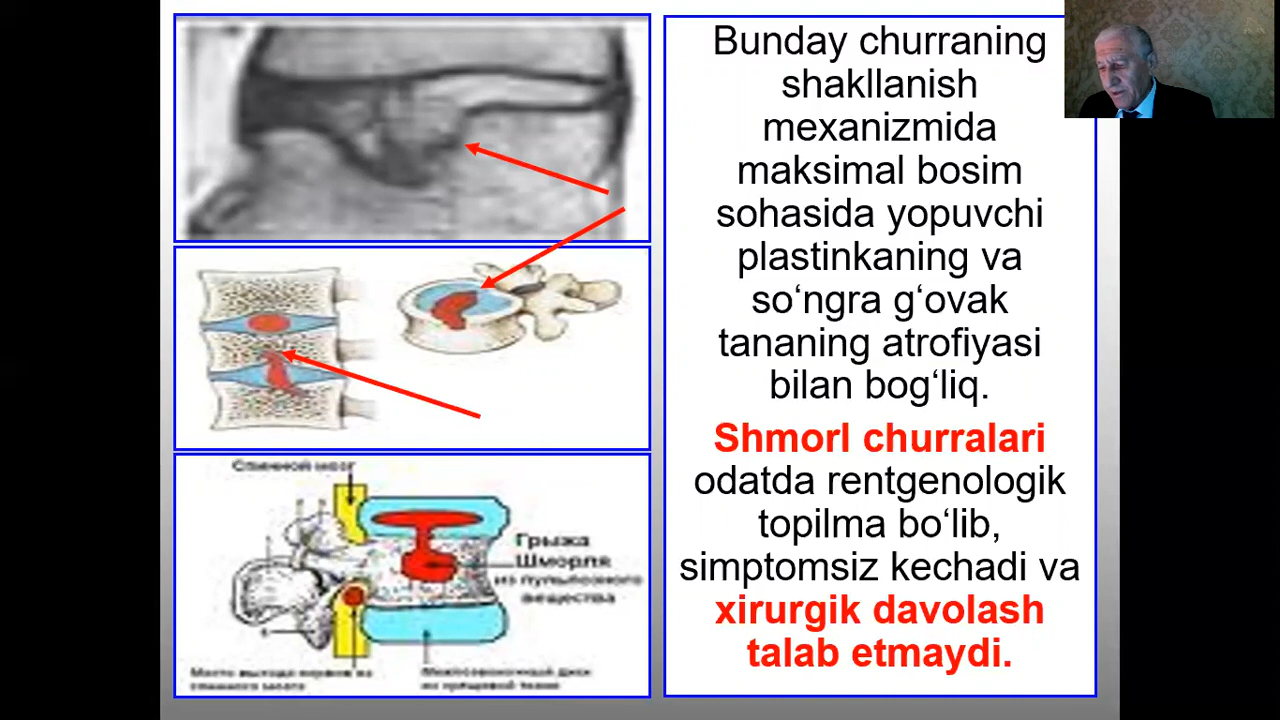 Bunday churraning
shakllanish
mexanizmida
maksimal bosim
sohasida yopuvchi
plastinkaning va
so‘ngra g‘ovak
tananing atrofiyasi
bilan bog‘liq.
Shmorl churralari
odatda rentgenologik
topilma bo‘lib,
simptomsiz kechadi va
xirurgik davolash
talab etmaydi.
Спинной мозг
Грыжа
Шморля
из пульпозного
вещества
Место выхода нервов из
спинного мозга
Межпозвоночный диск
из хрящевой ткани